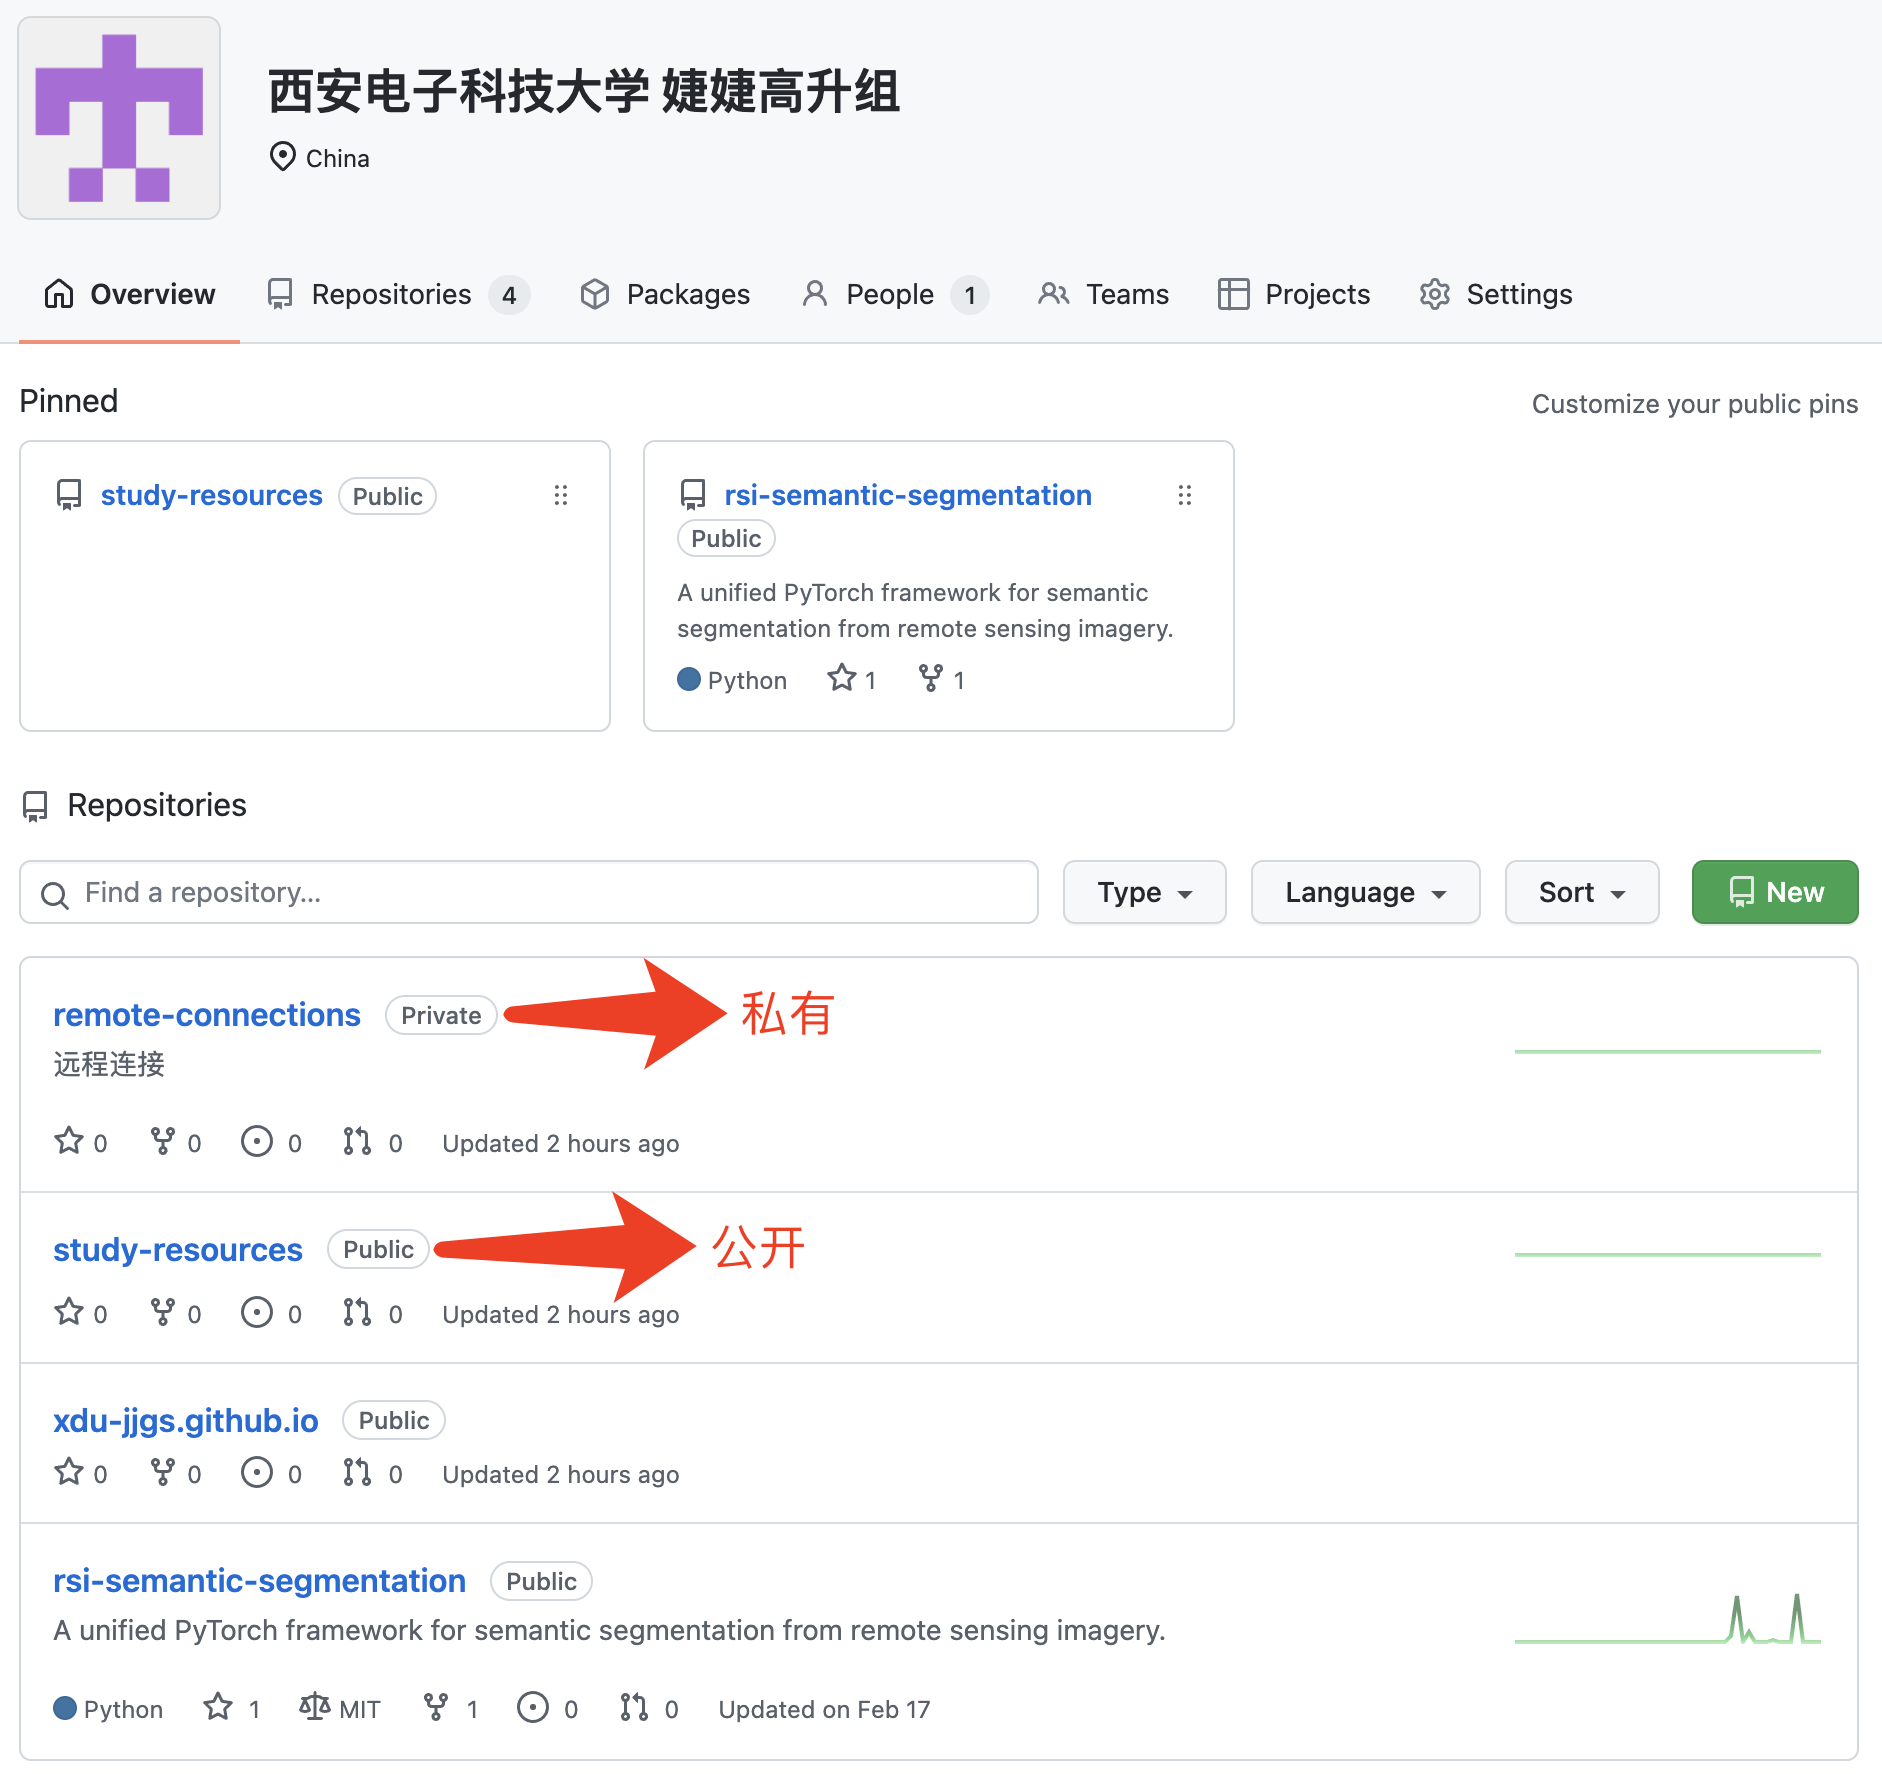 西安电子科技大学 婕婕高升组
China
Overview Repositories 4 Packages People 1 Teams Projects Settings
Pinned Customize your public pins
study-resources Public
rsi-semantic-segmentation
Public
A unified PyTorch framework for semantic
segmentation from remote sensing imagery.
Python 1 1
Repositories
Find a repository... Type Language Sort New
remote-connections Private 私有
远程连接
0 0 0 0 Updated 2 hours ago
study-resources Public 公开
0 0 0 0 Updated 2 hours ago
xdu-jjgs.github.io Public
0 0 0 0 Updated 2 hours ago
rsi-semantic-segmentation Public
A unified PyTorch framework for semantic segmentation from remote sensing imagery.
Python 1 MIT 1 0 0 Updated on Feb 17